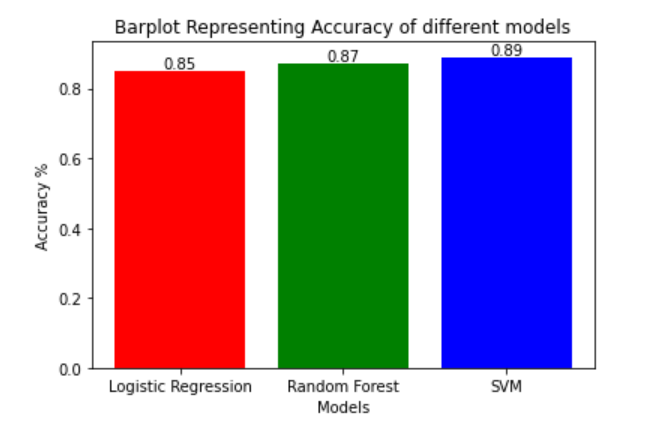 Barplot Representing Accuracy of different models
0.85
0.87
0.89
0.8
0.6
0.4
0.2
0.0
Accuracy %
Logistic Regression
Random Forest
SVM
Models